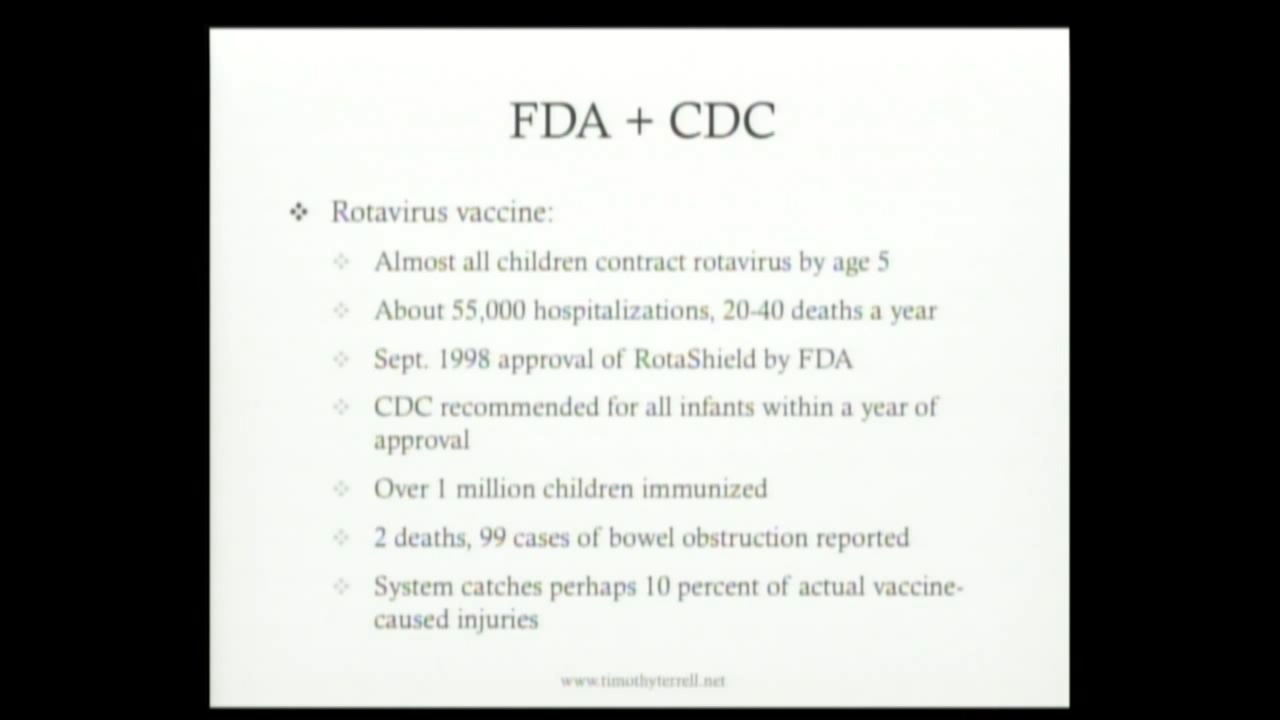 FDA + CDC
Rotavirus vaccine:
Almost all children contract rotavirus by age 5
About 55,000 hospitalizations, 20-40 deaths a year
Sept. 1998 approval of RotaShield by FDA
CDC recommended for all infants within a year of
approval
Over 1 million children immunized
2 deaths, 99 cases of bowel obstruction reported
System catches perhaps 10 percent of actual vaccine-
caused injuries
www.timothyterrell.net